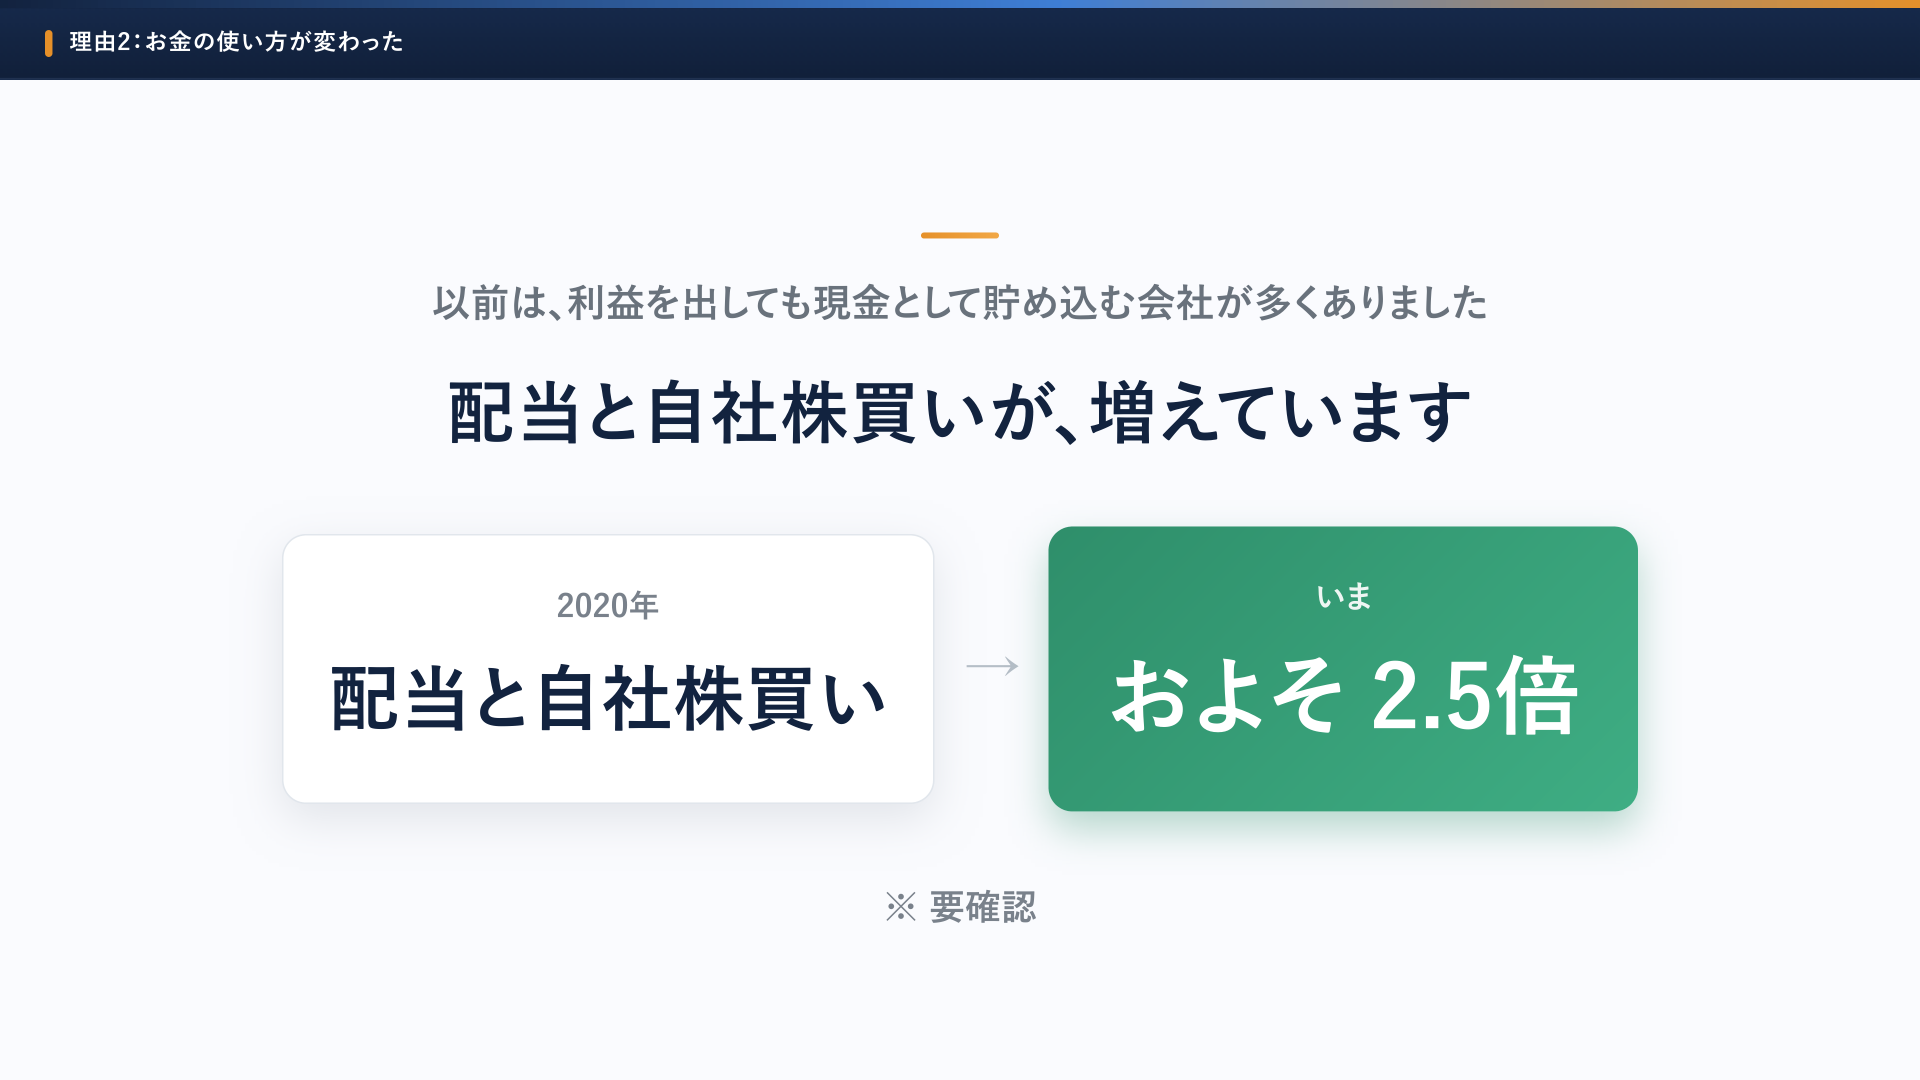 理由2：お金の使い方が変わった
以前は、利益を出しても現金として貯め込む会社が多くありました
配当と自社株買いが、増えています
2020年
配当と自社株買い
→
いま
およそ 2.5倍
※ 要確認